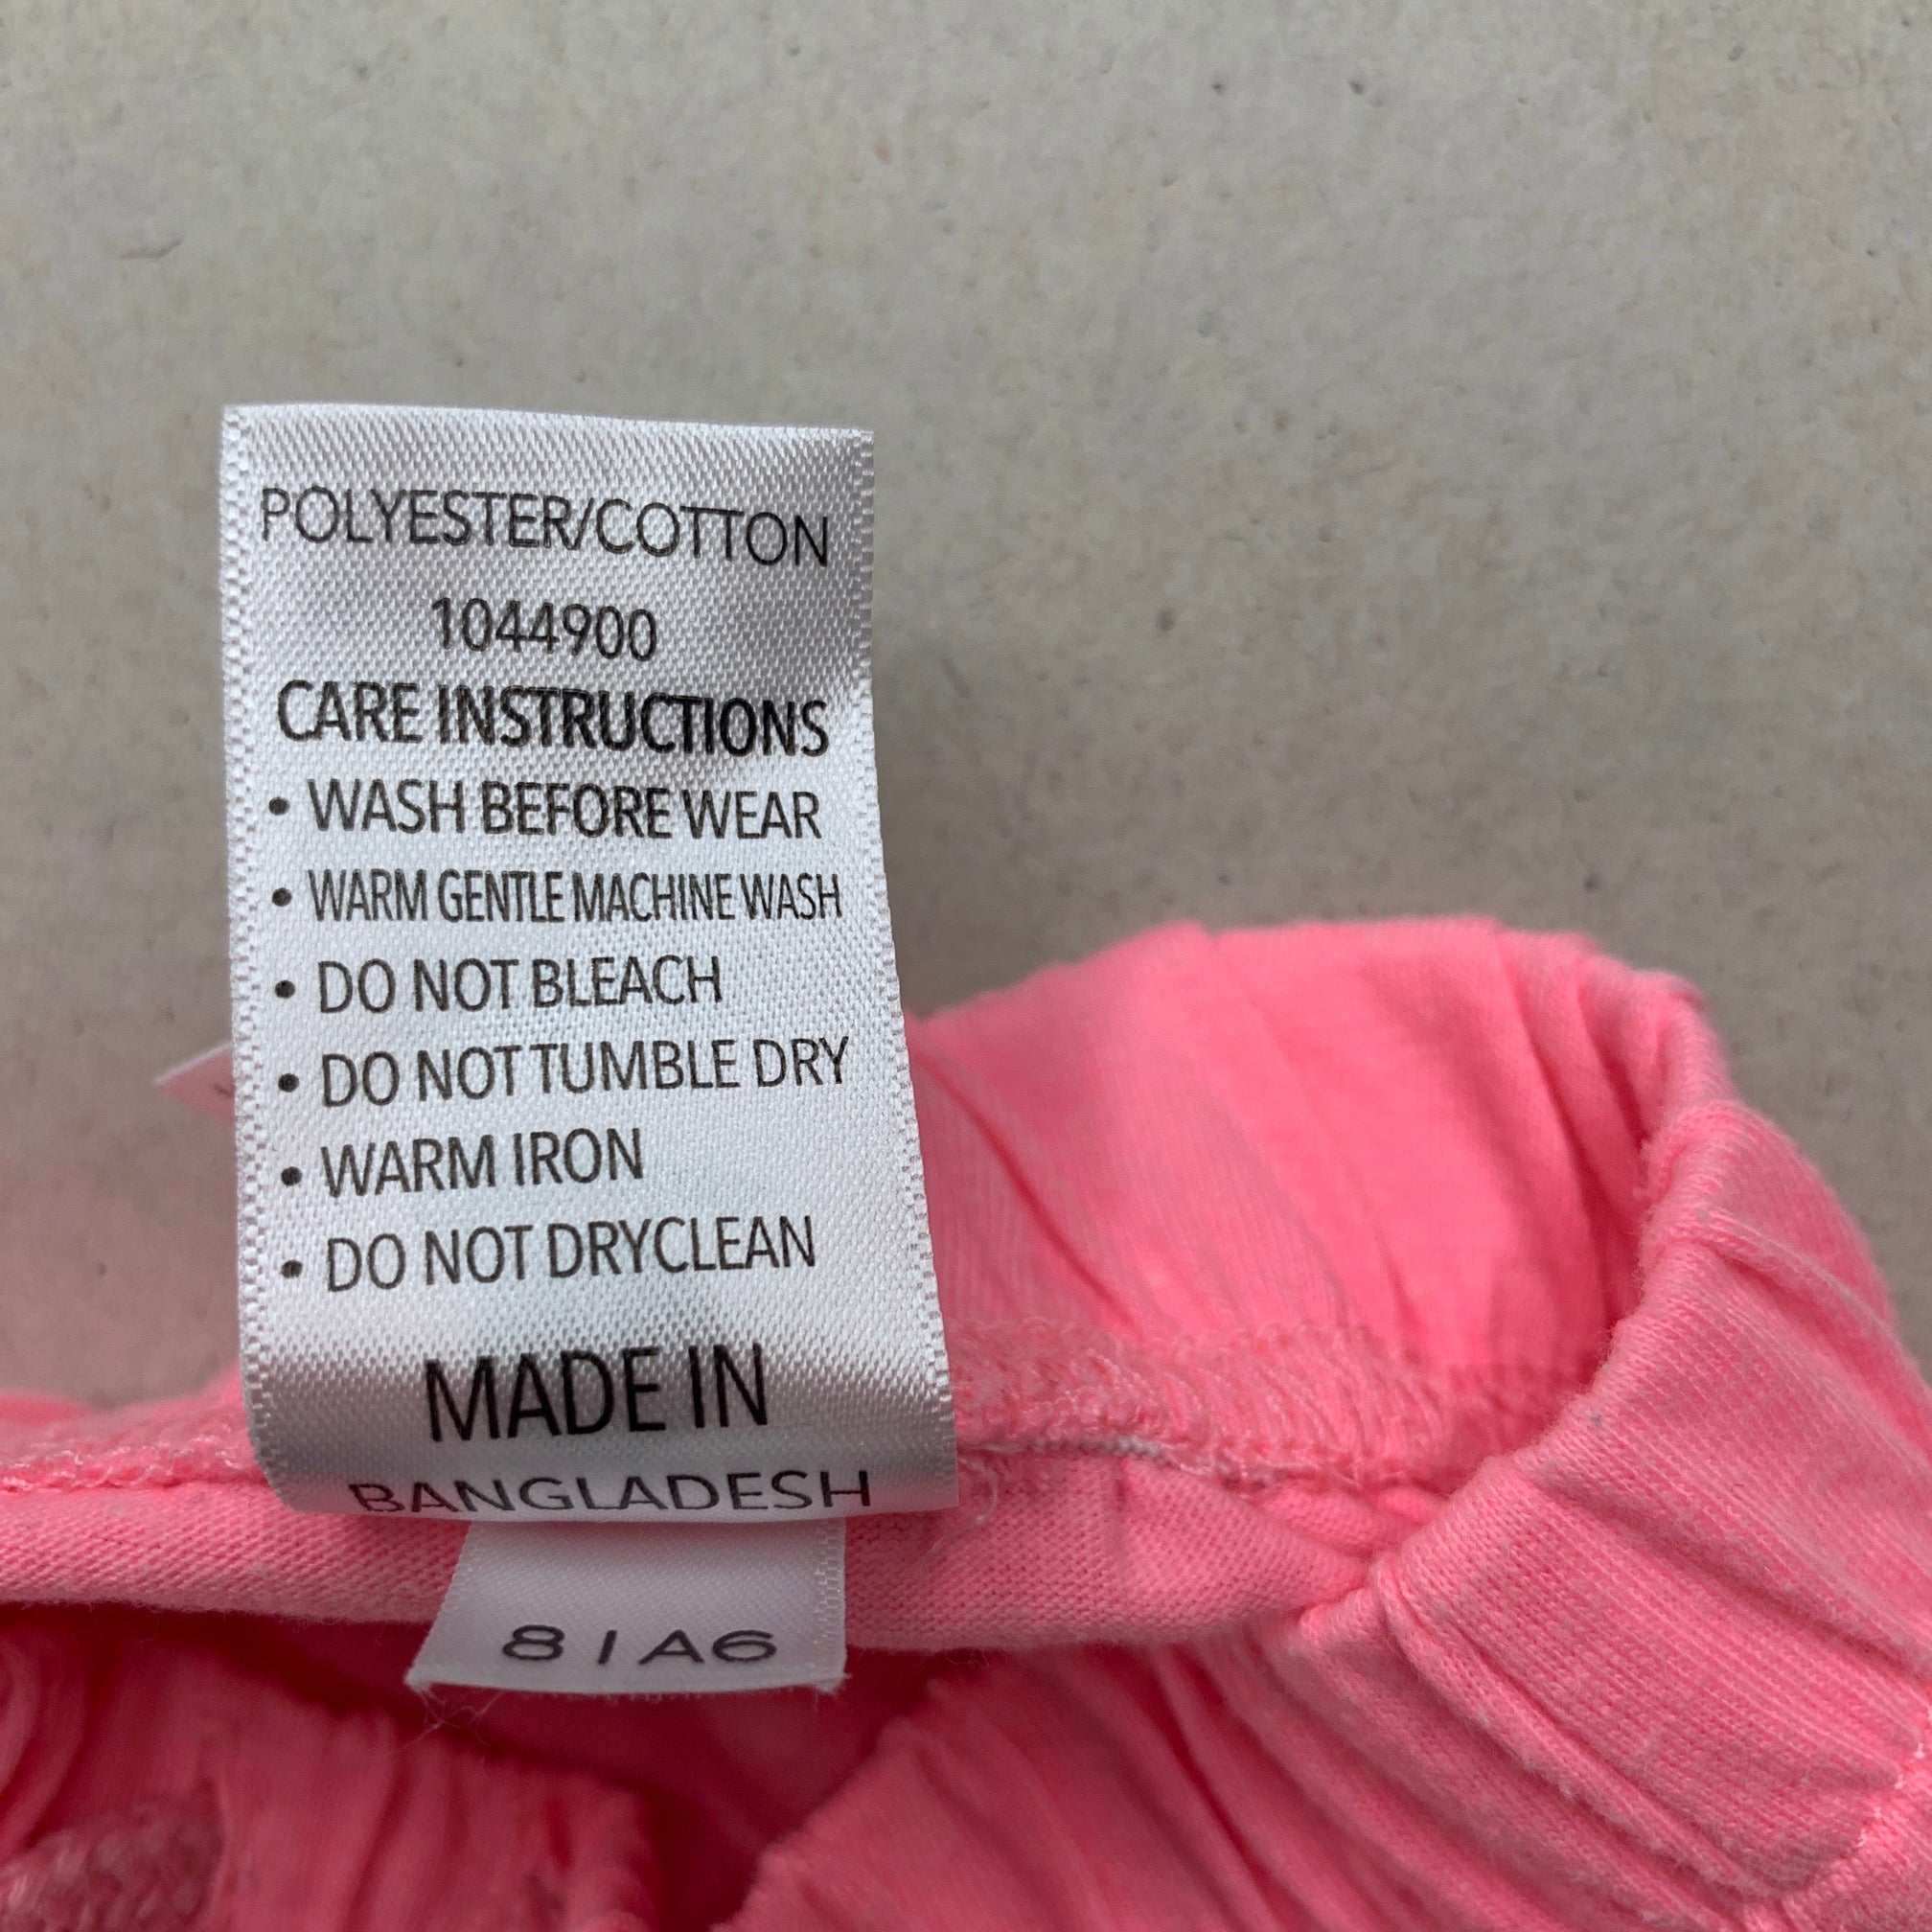 POLYESTER/COTTON
1044900
CARE INSTRUCTIONS
• WASH BEFORE WEAR
• WARM GENTLE MACHINE WASH
• DO NOT BLEACH
• DO NOT TUMBLE DRY
• WARM IRON
• DO NOT DRYCLEAN
MADE IN
BANGLADESH
8 / A6